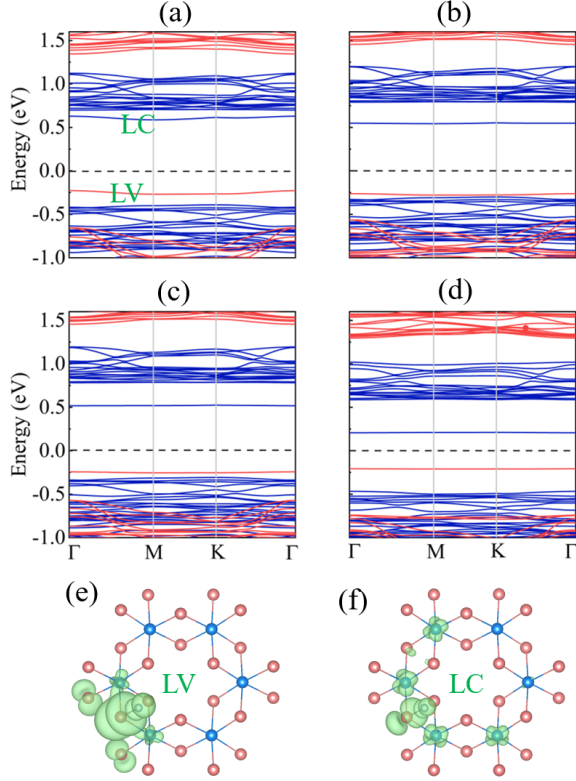 (a) (b)
Energy (eV)
1.5
1.0
0.5
0.0
-0.5
-1.0
LC
LV
(c) (d)
Energy (eV)
1.5
1.0
0.5
0.0
-0.5
-1.0
Γ M K Γ Γ M K Γ
(e) (f)
LV LC